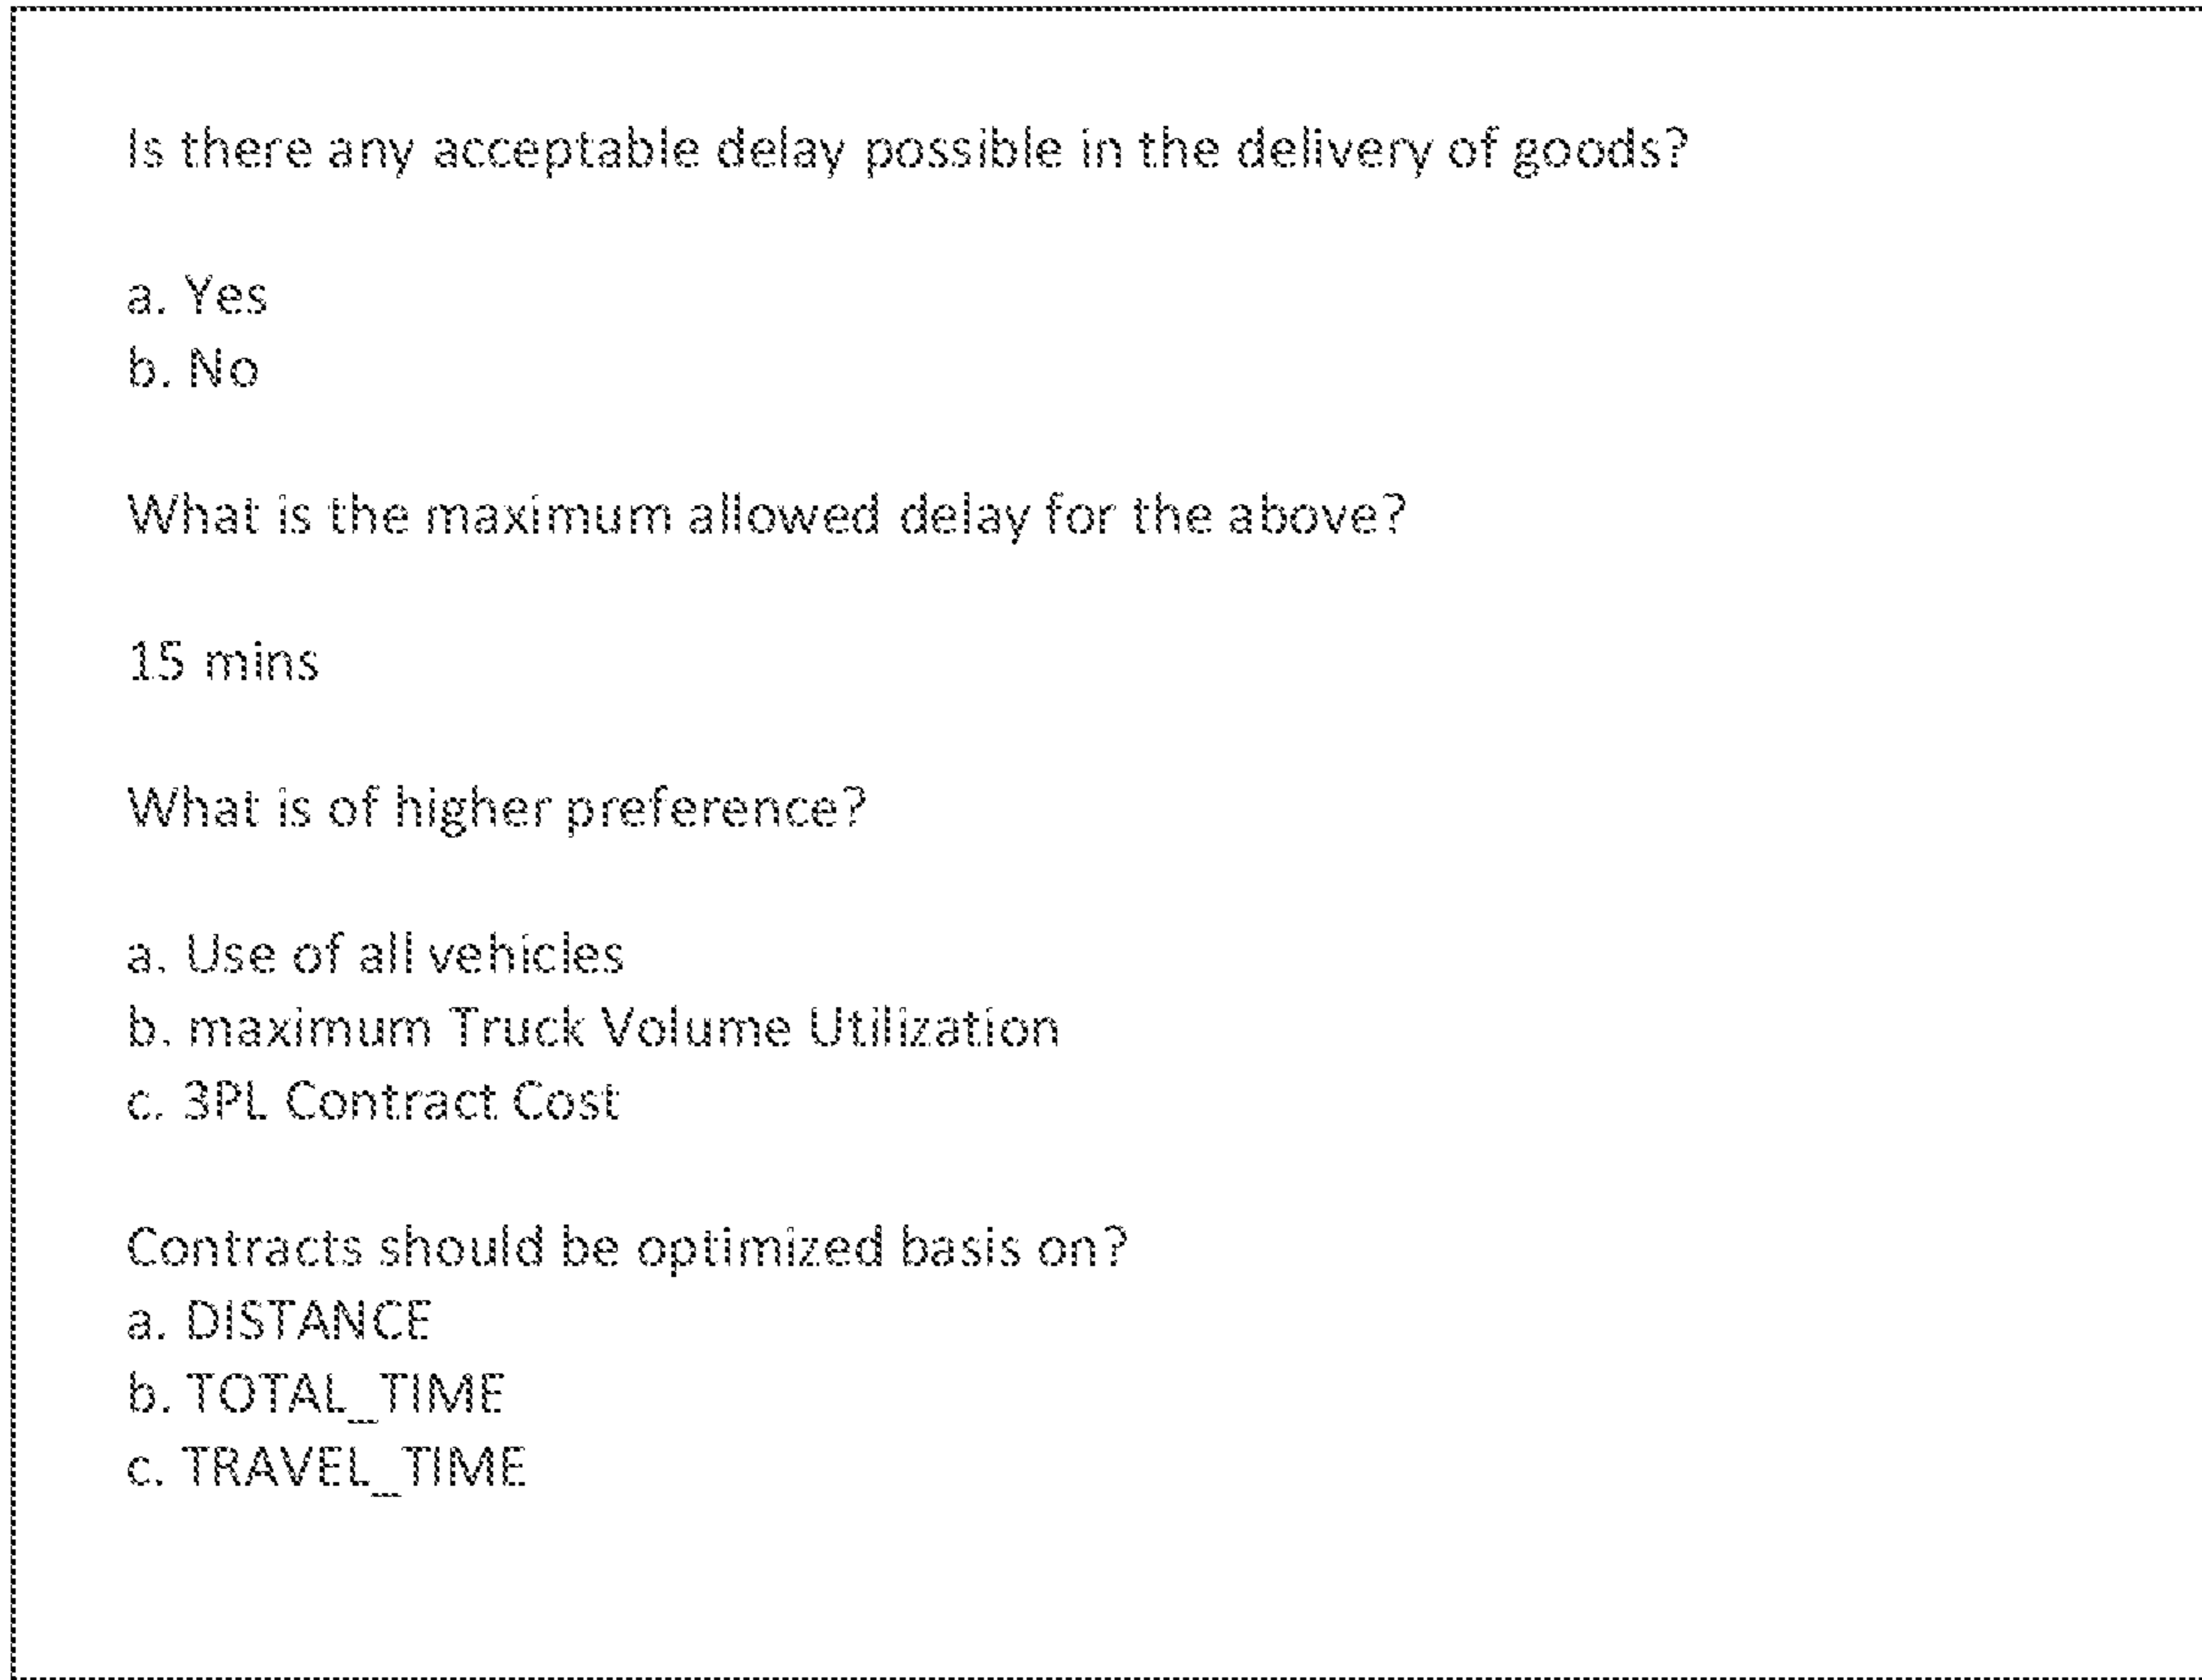 Is there any acceptable delay possible in the delivery of goods?
a. Yes
b. No
What is the maximum allowed delay for the above?
15 mins
What is of higher preference?
a. Use of all vehicles
b. maximum Truck Volume Utilization
c. 3PL Contract Cost
Contracts should be optimized basis on?
a. DISTANCE
b. TOTAL_TIME
c. TRAVEL_TIME